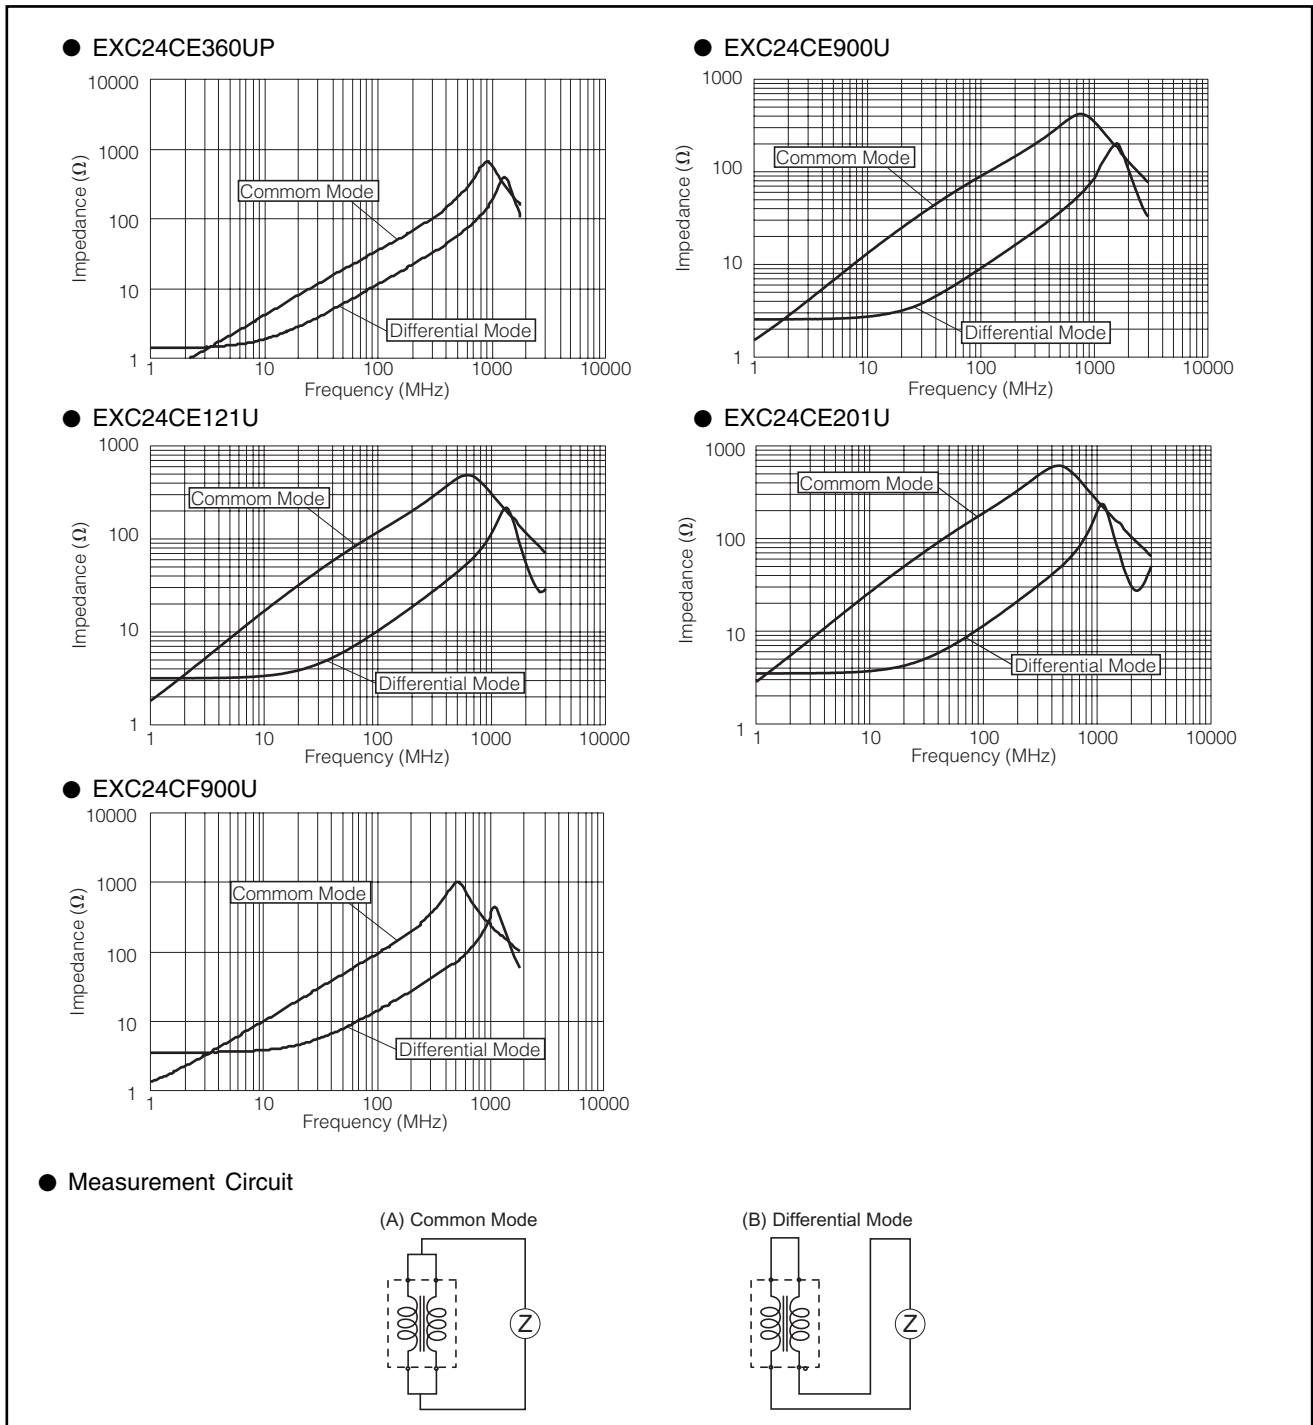 ● EXC24CE360UP
10000
1000
100
10
1
Impedance (Ω)
Commom Mode
Differential Mode
1 10 100 1000 10000
Frequency (MHz)
● EXC24CE900U
1000
100
10
1
Impedance (Ω)
Commom Mode
Differential Mode
1 10 100 1000 10000
Frequency (MHz)
● EXC24CE121U
1000
100
10
1
Impedance (Ω)
Commom Mode
Differential Mode
1 10 100 1000 10000
Frequency (MHz)
● EXC24CE201U
1000
100
10
1
Impedance (Ω)
Commom Mode
Differential Mode
1 10 100 1000 10000
Frequency (MHz)
● EXC24CF900U
10000
1000
100
10
1
Impedance (Ω)
Commom Mode
Differential Mode
1 10 100 1000 10000
Frequency (MHz)
● Measurement Circuit
(A) Common Mode
Z
(B) Differential Mode
Z